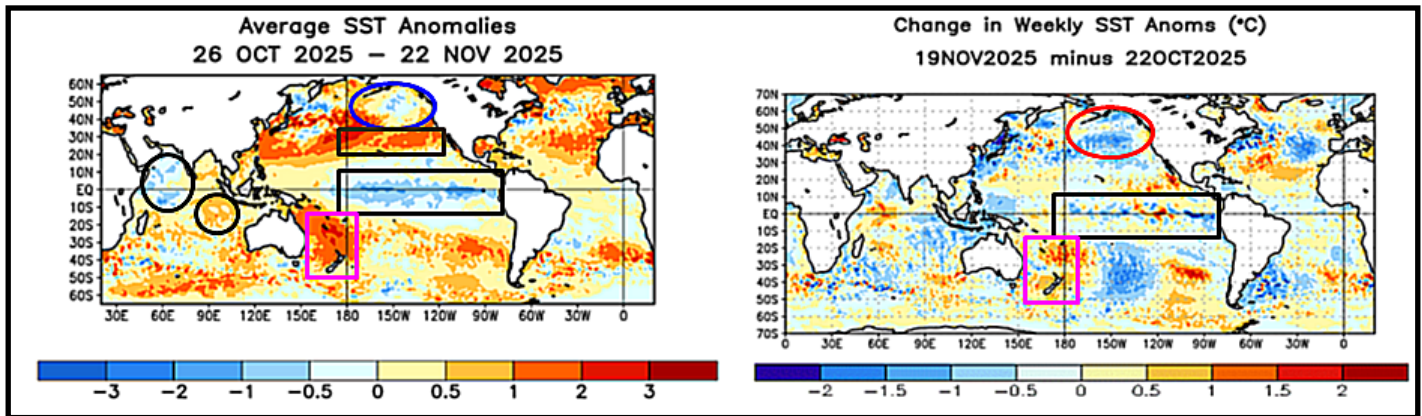 Average SST Anomalies
26 OCT 2025 – 22 NOV 2025
60N
50N
40N
30N
20N
10N
EQ
10S
20S
30S
40S
50S
60S
30E 60E 90E 120E 150E 180 150W 120W 90W 60W 30W 0
−3 −2 −1 −0.5 0 0.5 1 2 3
Change in Weekly SST Anoms (°C)
19NOV2025 minus 22OCT2025
70N
60N
50N
40N
30N
20N
10N
EQ
10S
20S
30S
40S
50S
60S
70S
0 30E 60E 90E 120E 150E 180 150W 120W 90W 60W 30W 0
−2 −1.5 −1 −0.5 0 0.5 1 1.5 2